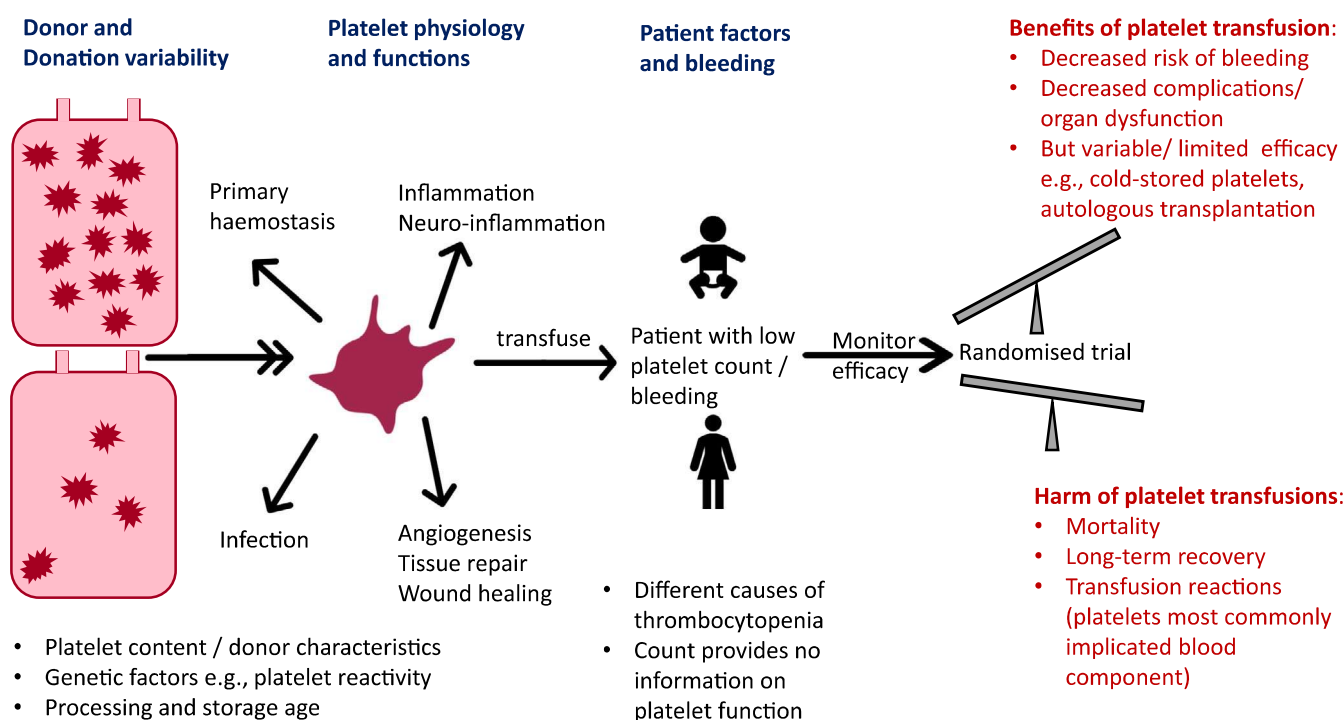 Donor and
Donation variability
Platelet physiology
and functions
Patient factors
and bleeding
Benefits of platelet transfusion:
• Decreased risk of bleeding
• Decreased complications/
organ dysfunction
• But variable/ limited efficacy
e.g., cold-stored platelets,
autologous transplantation
Primary
haemostasis
Inflammation
Neuro-inflammation
transfuse
Patient with low
platelet count /
bleeding
Monitor
efficacy
Randomised trial
Infection
Angiogenesis
Tissue repair
Wound healing
Harm of platelet transfusions:
• Mortality
• Long-term recovery
• Transfusion reactions
(platelets most commonly
implicated blood
component)
• Platelet content / donor characteristics
• Genetic factors e.g., platelet reactivity
• Processing and storage age
• Different causes of
thrombocytopenia
• Count provides no
information on
platelet function